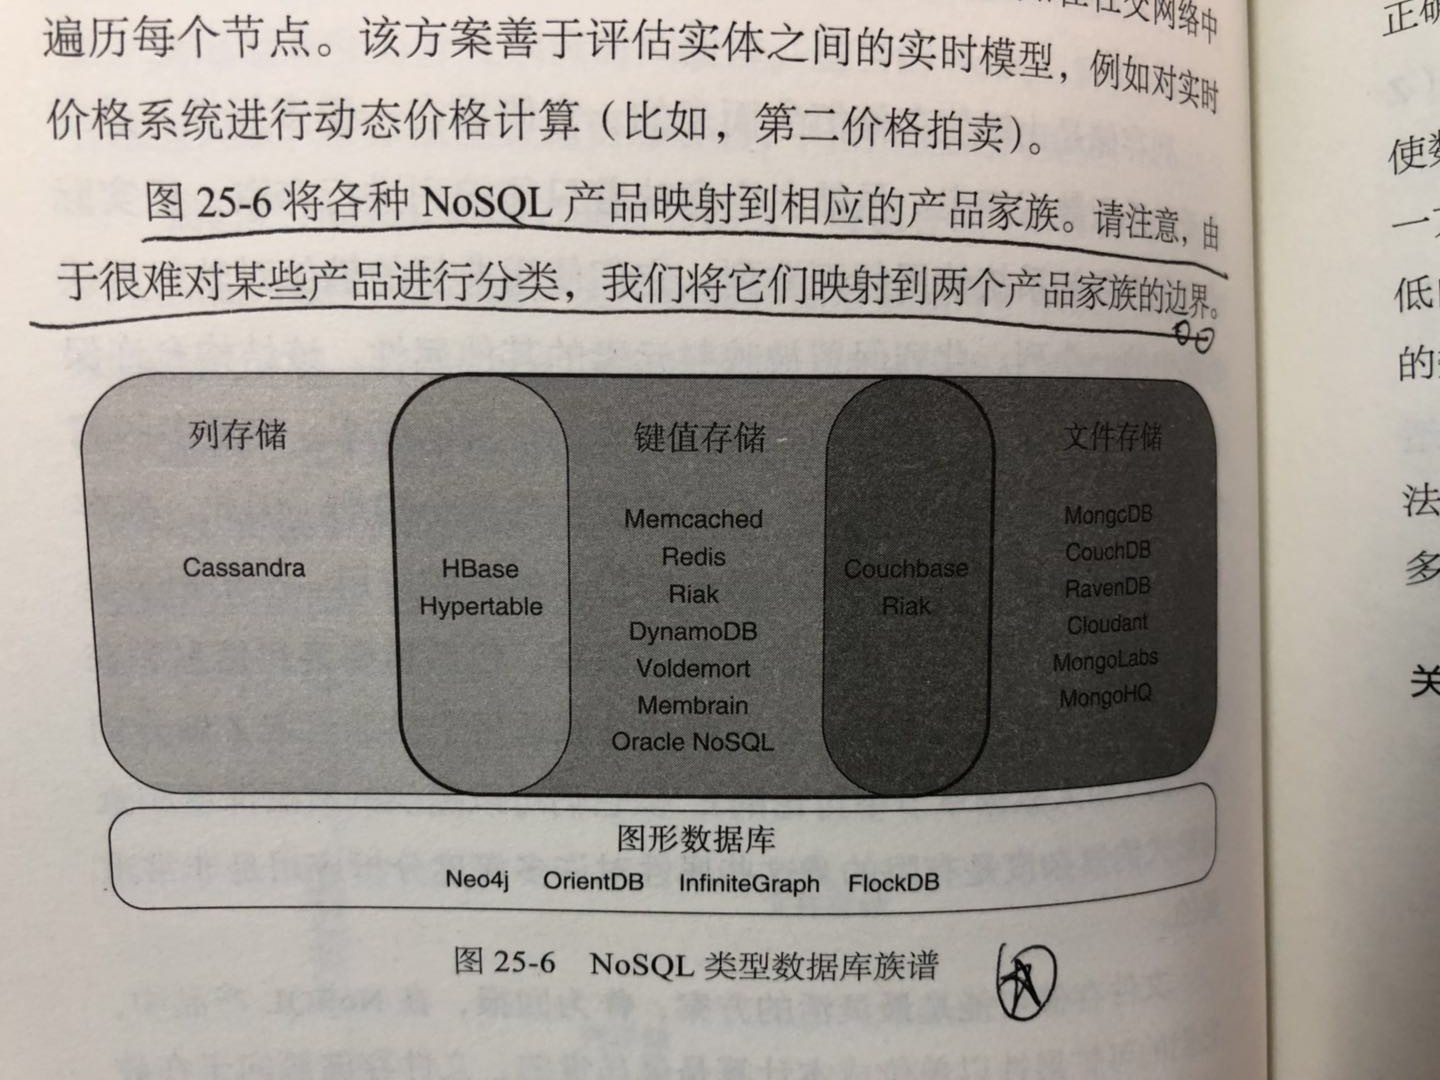 社交网络中
遍历每个节点。该方案善于评估实体之间的实时模型，例如对实时
价格系统进行动态价格计算（比如，第二价格拍卖）。
图 25-6 将各种 NoSQL 产品映射到相应的产品家族。请注意，由
于很难对某些产品进行分类，我们将它们映射到两个产品家族的边界。
列存储
Cassandra
HBase
Hypertable
键值存储
Memcached
Redis
Riak
DynamoDB
Voldemort
Membrain
Oracle NoSQL
Couchbase
Riak
文件存储
MongcDB
CouchDB
RavenDB
Cloudant
MongoLabs
MongoHQ
图形数据库
Neo4j OrientDB InfiniteGraph FlockDB
图 25-6 NoSQL 类型数据库族谱
正确
使数
一
低
的
法
多
关